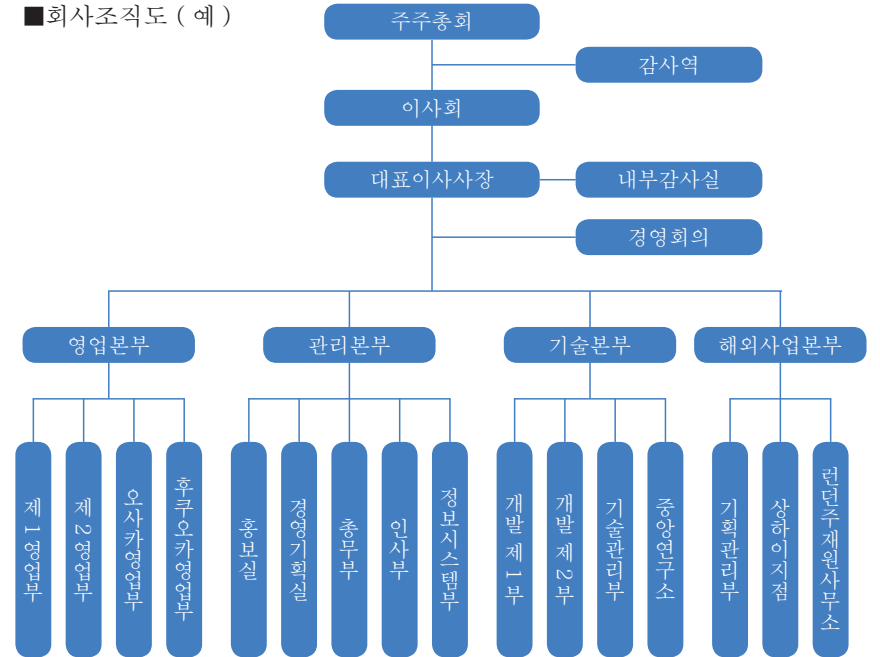 ■회사조직도 ( 예 )
주주총회
감사역
이사회
대표이사사장
내부감사실
경영회의
영업본부
관리본부
기술본부
해외사업본부
제 1 영업부
제 2 영업부
오사카영업부
후쿠오카영업부
홍보실
경영기획실
총무부
인사부
정보시스템부
개발 제 1 부
개발 제 2 부
기술관리부
중앙연구소
기획관리부
상하이지점
런던주재원사무소